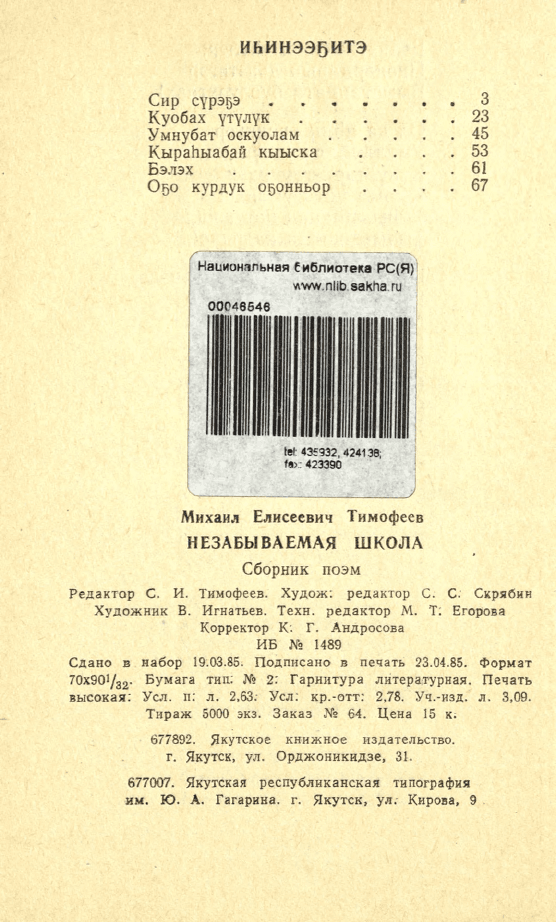 ИҺИНЭЭҔИТЭ
Сир сүрэҕэ . . . . . . . 3
Куобах үтүлүк . . . . . . 23
Умнубат оскуолам . . . . . 45
Қыраһыабай кыыска . . . . 53
Бэлэх . . . . . . . . 61
Оҕо курдук оҕонньор . . . . 67
Национальная библиотека РС(Я)
www.nlib.sakha.ru
00046546
tel: 435932, 424138;
fax: 423390
Михаил Елисеевич Тимофеев
НЕЗАБЫВАЕМАЯ ШКОЛА
Сборник поэм
Редактор С. И. Тимофеев. Худож: редактор С. С. Скрябин
Художник В. Игнатьев. Техн. редактор М. Т. Егорова
Корректор К. Г. Андросова
ИБ № 1489
Сдано в набор 19.03.85. Подписано в печать 23.04.85. Формат
70х90¹/₃₂. Бумага тип: № 2: Гарнитура литературная. Печать
высокая: Усл. п: л. 2,63: Усл: кр.-отт: 2,78. Уч.-изд. л. 3,09.
Тираж 5000 экз. Заказ № 64. Цена 15 к.
677892. Якутское книжное издательство.
г. Якутск, ул. Орджоникидзе, 31.
677007. Якутская республиканская типография
им. Ю. А. Гагарина. г. Якутск, ул. Кирова, 9